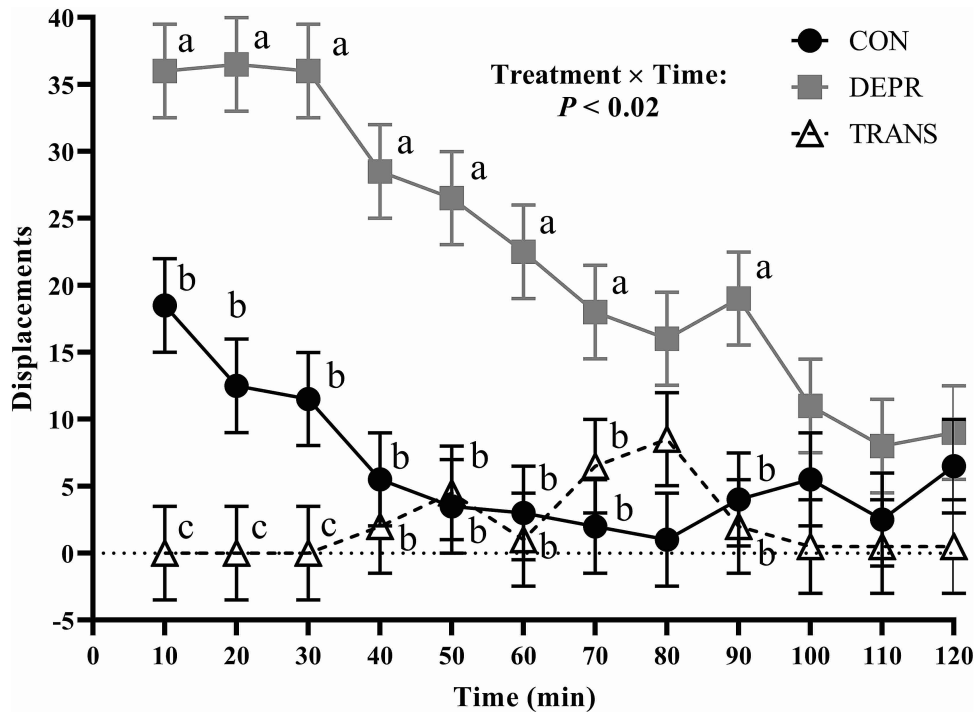 40
35
30
25
20
15
10
5
0
-5
Displacements
a a a a a a a a
b b b b b b b b b b b b b
c c c
Treatment × Time:
P < 0.02
CON
DEPR
TRANS
0 10 20 30 40 50 60 70 80 90 100 110 120
Time (min)